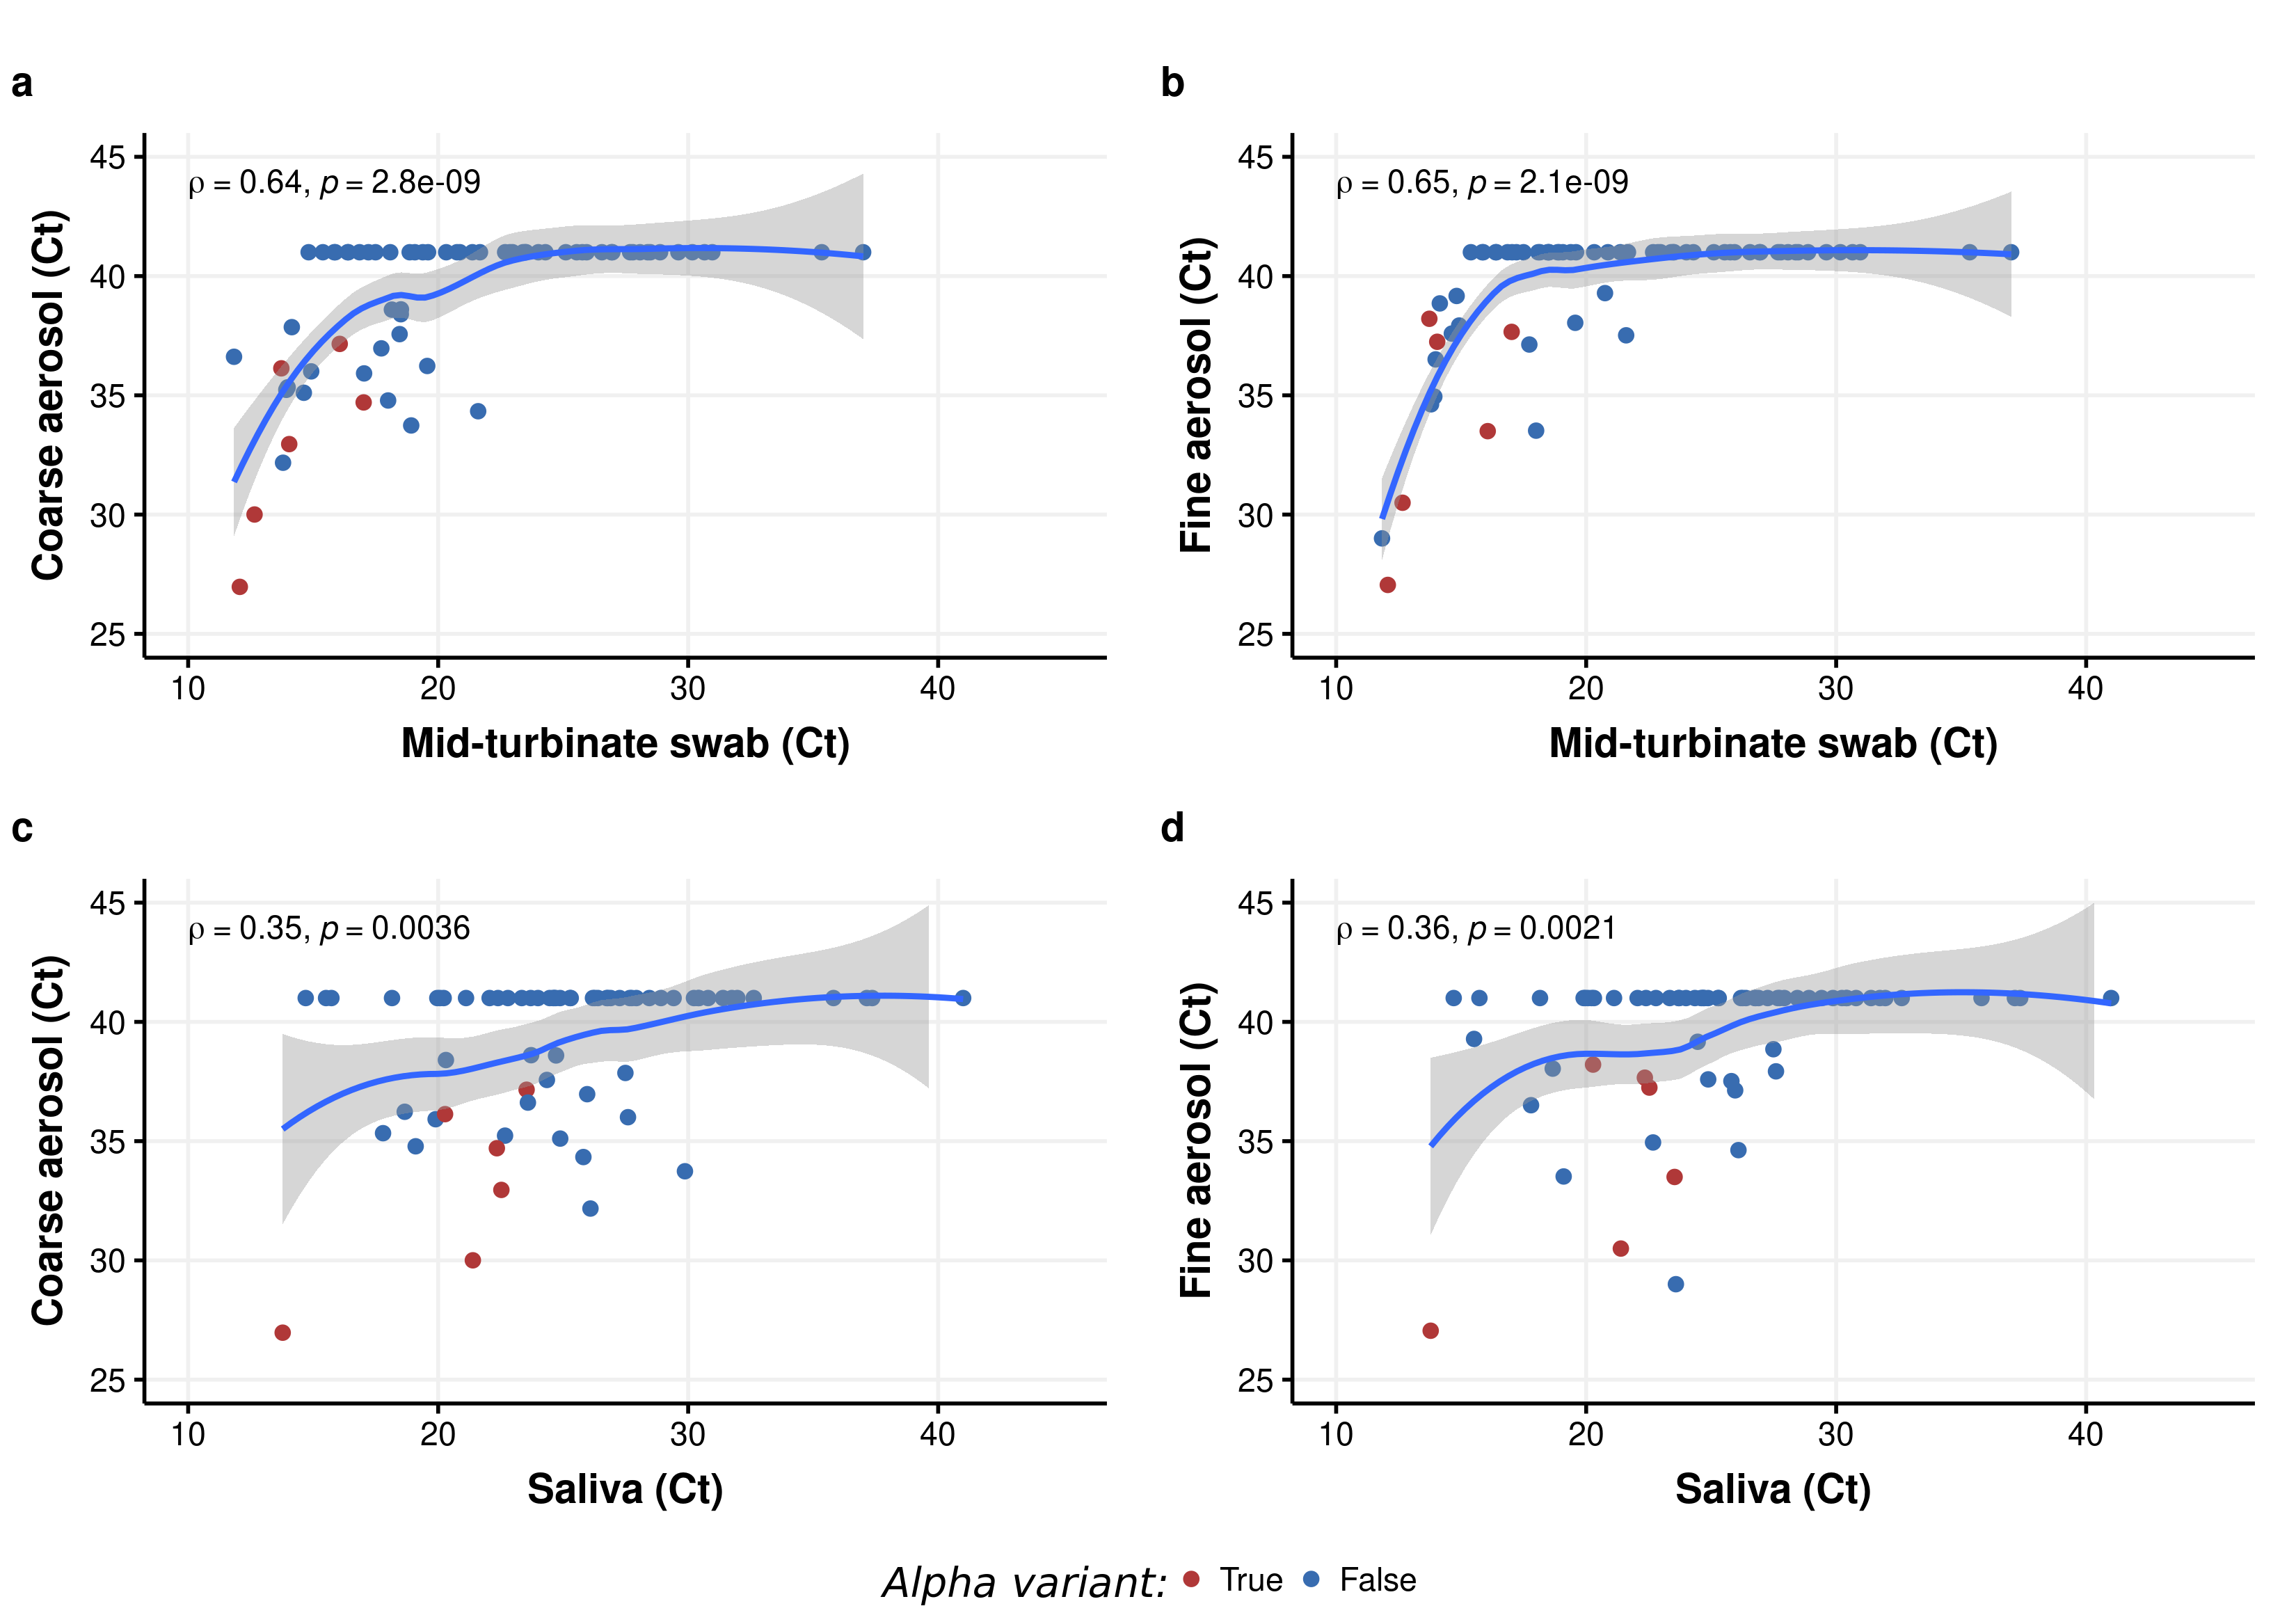 a
45
40
35
30
25
ρ = 0.64, p = 2.8e-09
Coarse aerosol (Ct)
10 20 30 40
Mid-turbinate swab (Ct)
b
45
40
35
30
25
ρ = 0.65, p = 2.1e-09
Fine aerosol (Ct)
10 20 30 40
Mid-turbinate swab (Ct)
c
45
40
35
30
25
ρ = 0.35, p = 0.0036
Coarse aerosol (Ct)
10 20 30 40
Saliva (Ct)
d
45
40
35
30
25
ρ = 0.36, p = 0.0021
Fine aerosol (Ct)
10 20 30 40
Saliva (Ct)
Alpha variant: True False